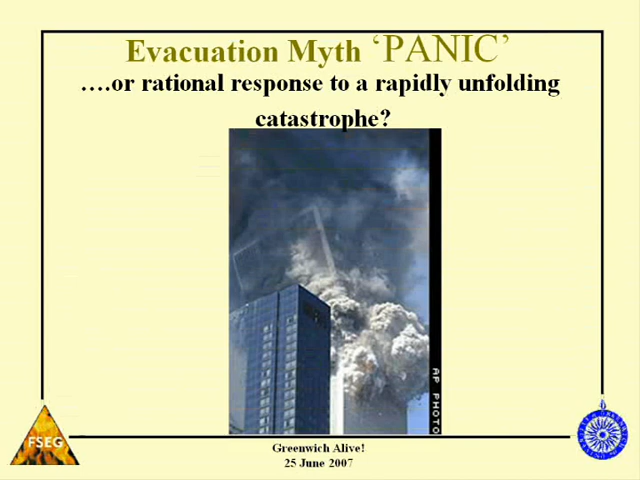 Evacuation Myth ‘PANIC’
….or rational response to a rapidly unfolding
catastrophe?
AP PHOTO
FSEG
Greenwich Alive!
25 June 2007